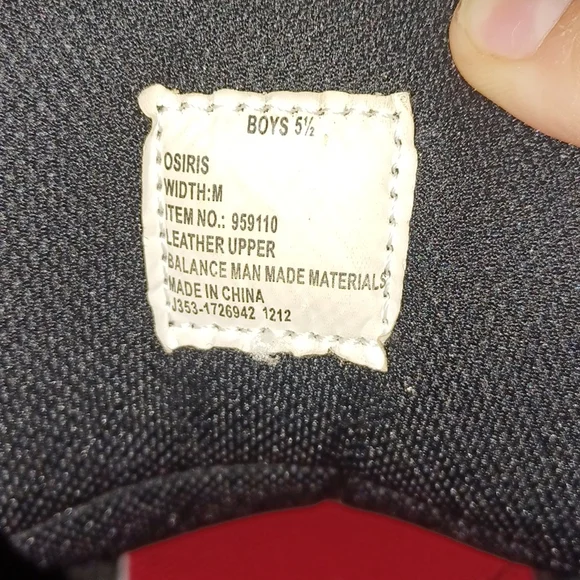 BOYS 5½
OSIRIS
WIDTH:M
ITEM NO.: 959110
LEATHER UPPER
BALANCE MAN MADE MATERIALS
MADE IN CHINA
J353-1726942 1212